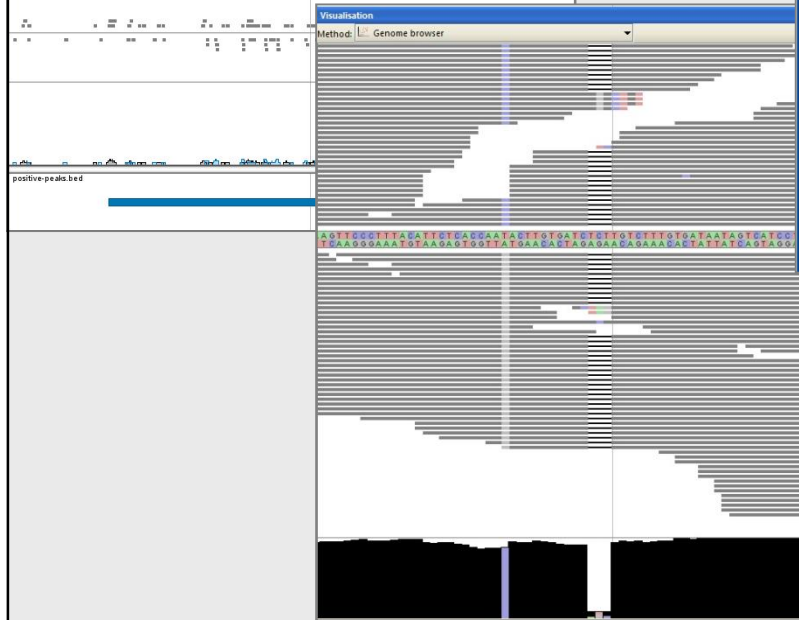 Visualisation
Method: Genome browser
positive-peaks.bed
AGTTCCCTTTACATTCTCACCAATACTTGTGATCTCTTGTCTTTGTGATAATAGTCATCC
TCAAGGGAAATGTAAGAGTGGTTATGAACACTAGAGAACAGAAACACTATTATCAGTAGG